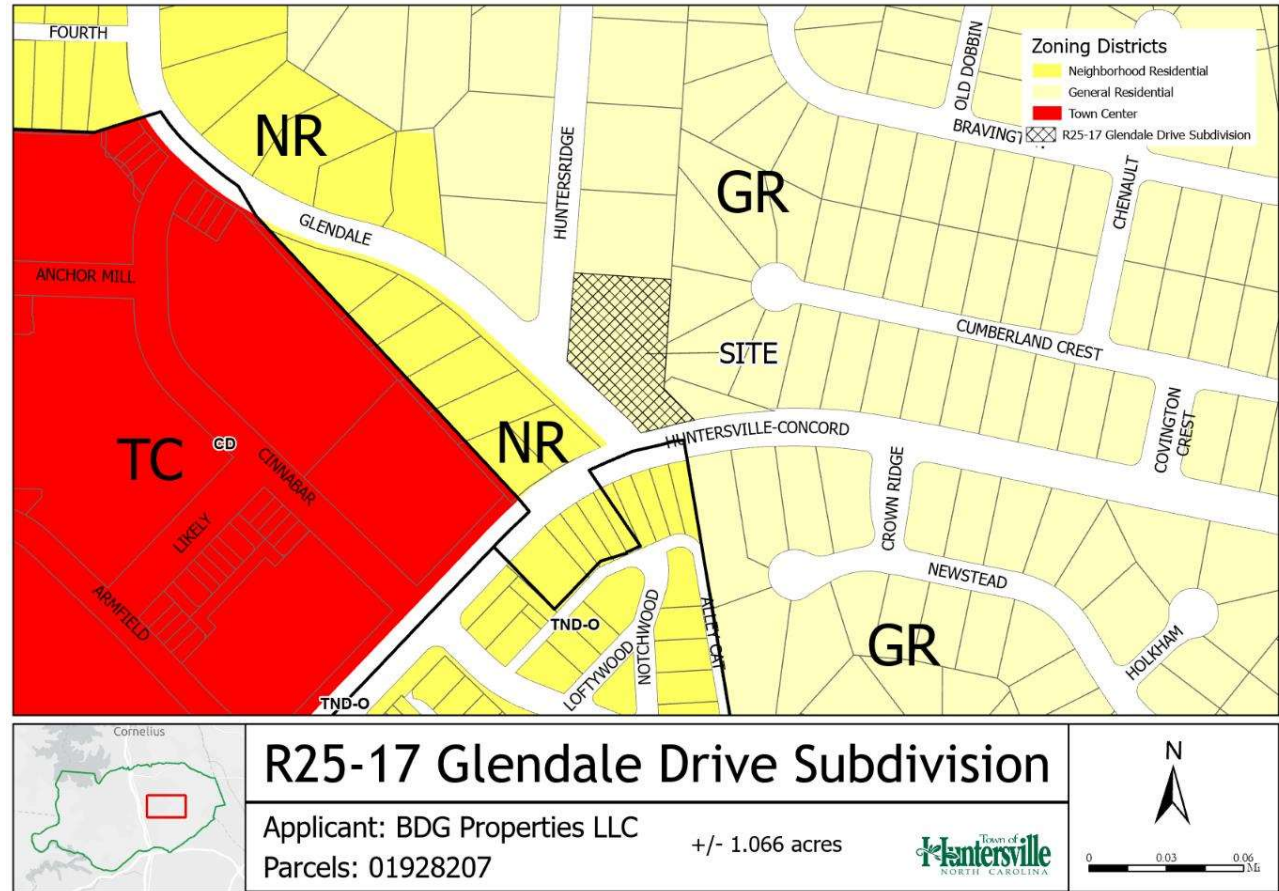 FOURTH
Zoning Districts
Neighborhood Residential
General Residential
Town Center
R25-17 Glendale Drive Subdivision
OLD DOBBIN
NR
HUNTERSRIDGE
GR
CHENAULT
GLENDALE
ANCHOR MILL
CUMBERLAND CREST
SITE
COVINGTON
CREST
HUNTERSVILLE-CONCORD
NR
TC
CD
CINNABAR
CROWN RIDGE
LIKELY
NEWSTEAD
ARMFIELD
ALLEY CAT
NOTCHWOOD
TND-O
GR
HOLKHAM
LOFTYWOOD
TND-O
Cornelius
R25-17 Glendale Drive Subdivision
Applicant: BDG Properties LLC
Parcels: 01928207
+/- 1.066 acres
Town of
Huntersville
NORTH CAROLINA
N
0 0.03 0.06
Mi